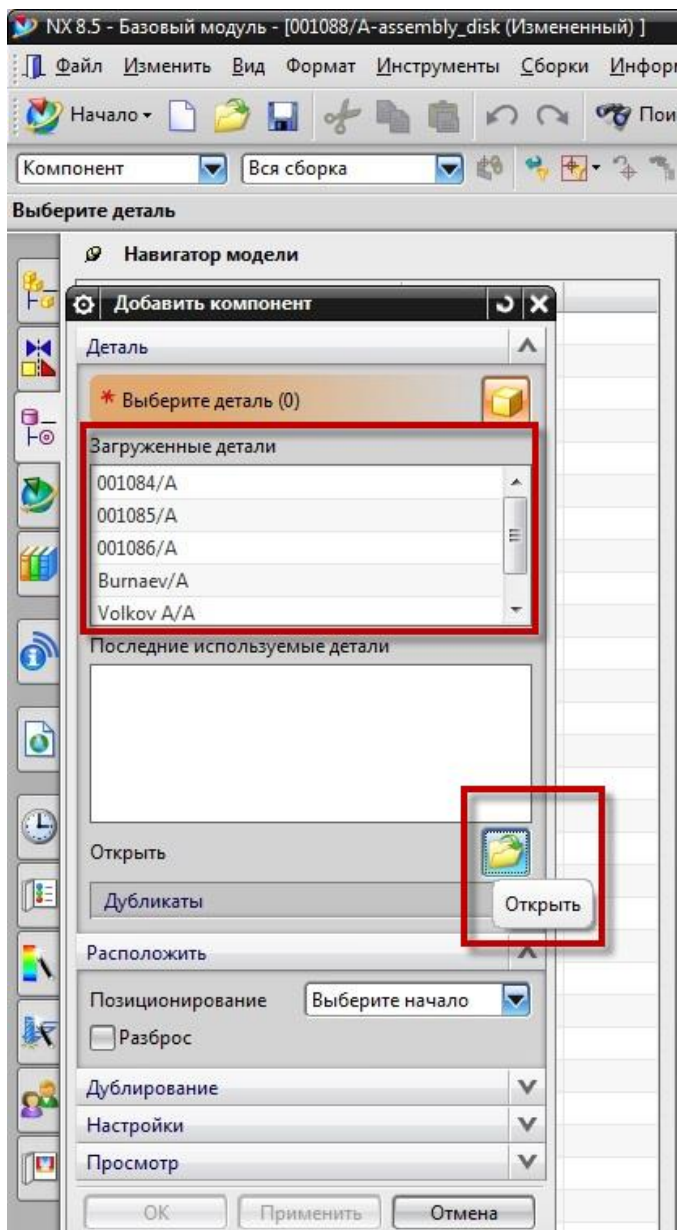 NX 8.5 - Базовый модуль - [001088/A-assembly_disk (Измененный) ]
Файл Изменить Вид Формат Инструменты Сборки Инфор
Начало Пои
Компонент Вся сборка
Выберите деталь
Навигатор модели
Добавить компонент
Деталь
* Выберите деталь (0)
Загруженные детали
001084/A
001085/A
001086/A
Burnaev/A
Volkov A/A
Последние используемые детали
Открыть
Дубликаты
Открыть
Расположить
Позиционирование Выберите начало
Разброс
Дублирование
Настройки
Просмотр
ОК Применить Отмена